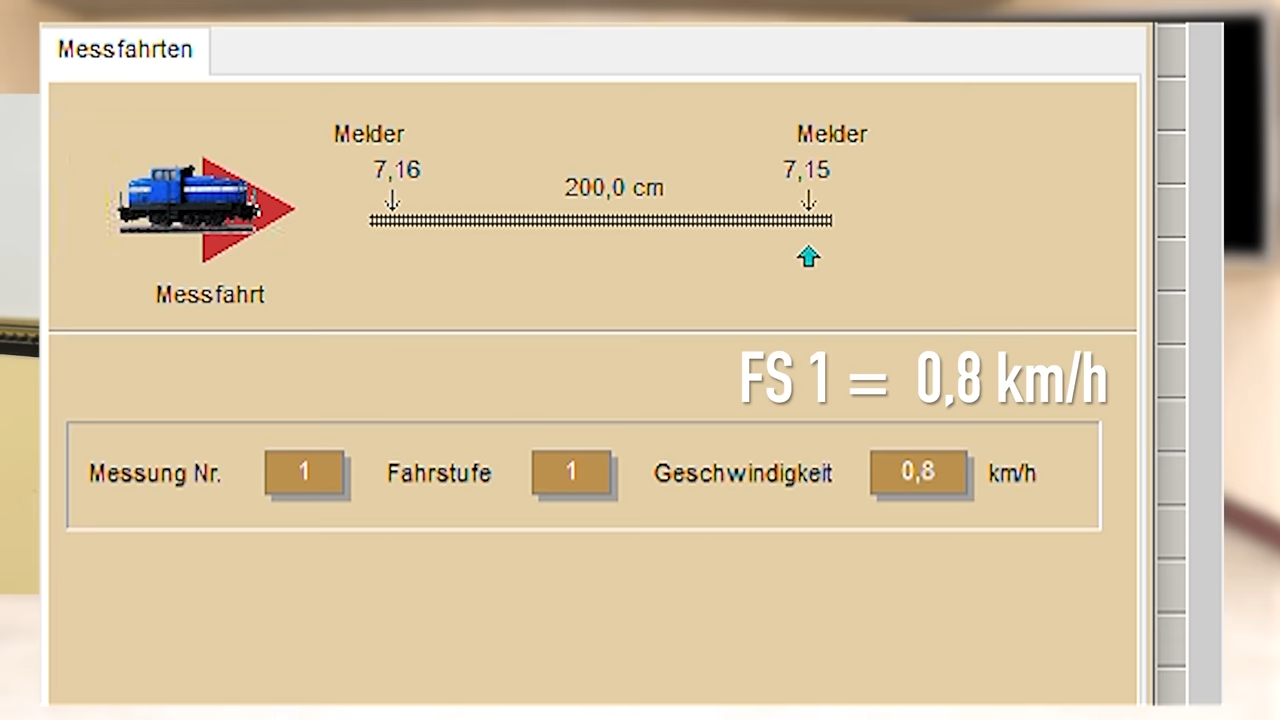 Messfahrten
Melder
7,16
200,0 cm
Melder
7,15
Messfahrt
FS 1 = 0,8 km/h
Messung Nr. 1 Fahrstufe 1 Geschwindigkeit 0,8 km/h